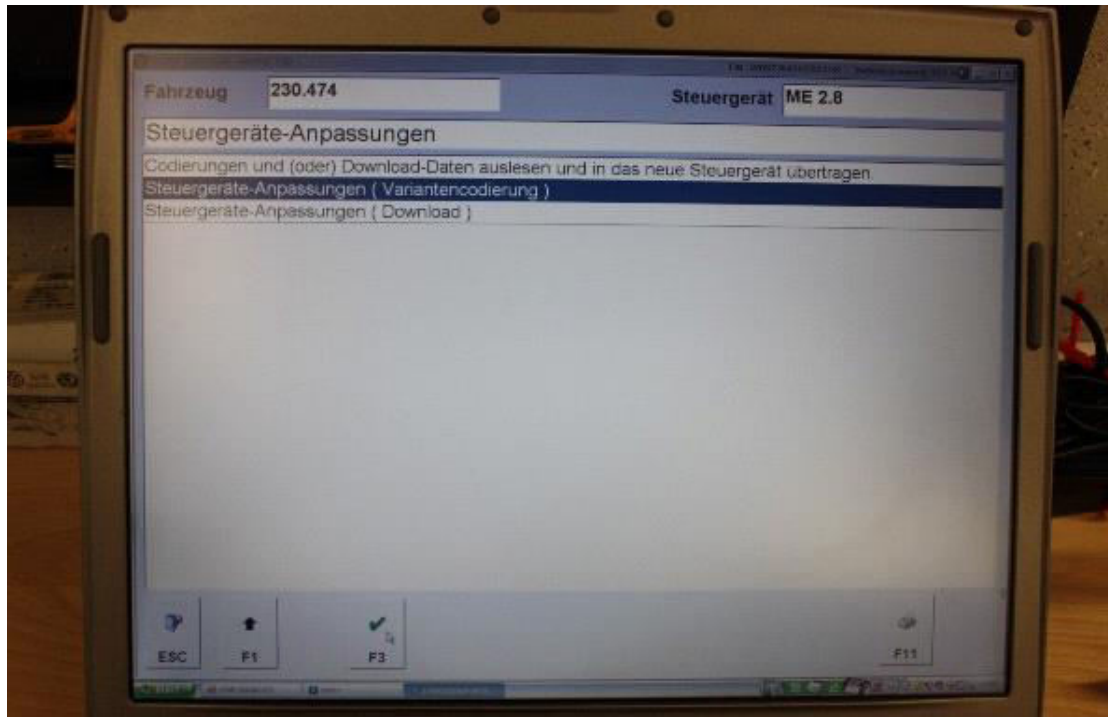 Fahrzeug 230.474 Steuergerät ME 2.8
Steuergeräte-Anpassungen
Codierungen und (oder) Download-Daten auslesen und in das neue Steuergerät übertragen.
Steuergeräte-Anpassungen ( Variantencodierung )
Steuergeräte-Anpassungen ( Download )
ESC F1 F3 F11